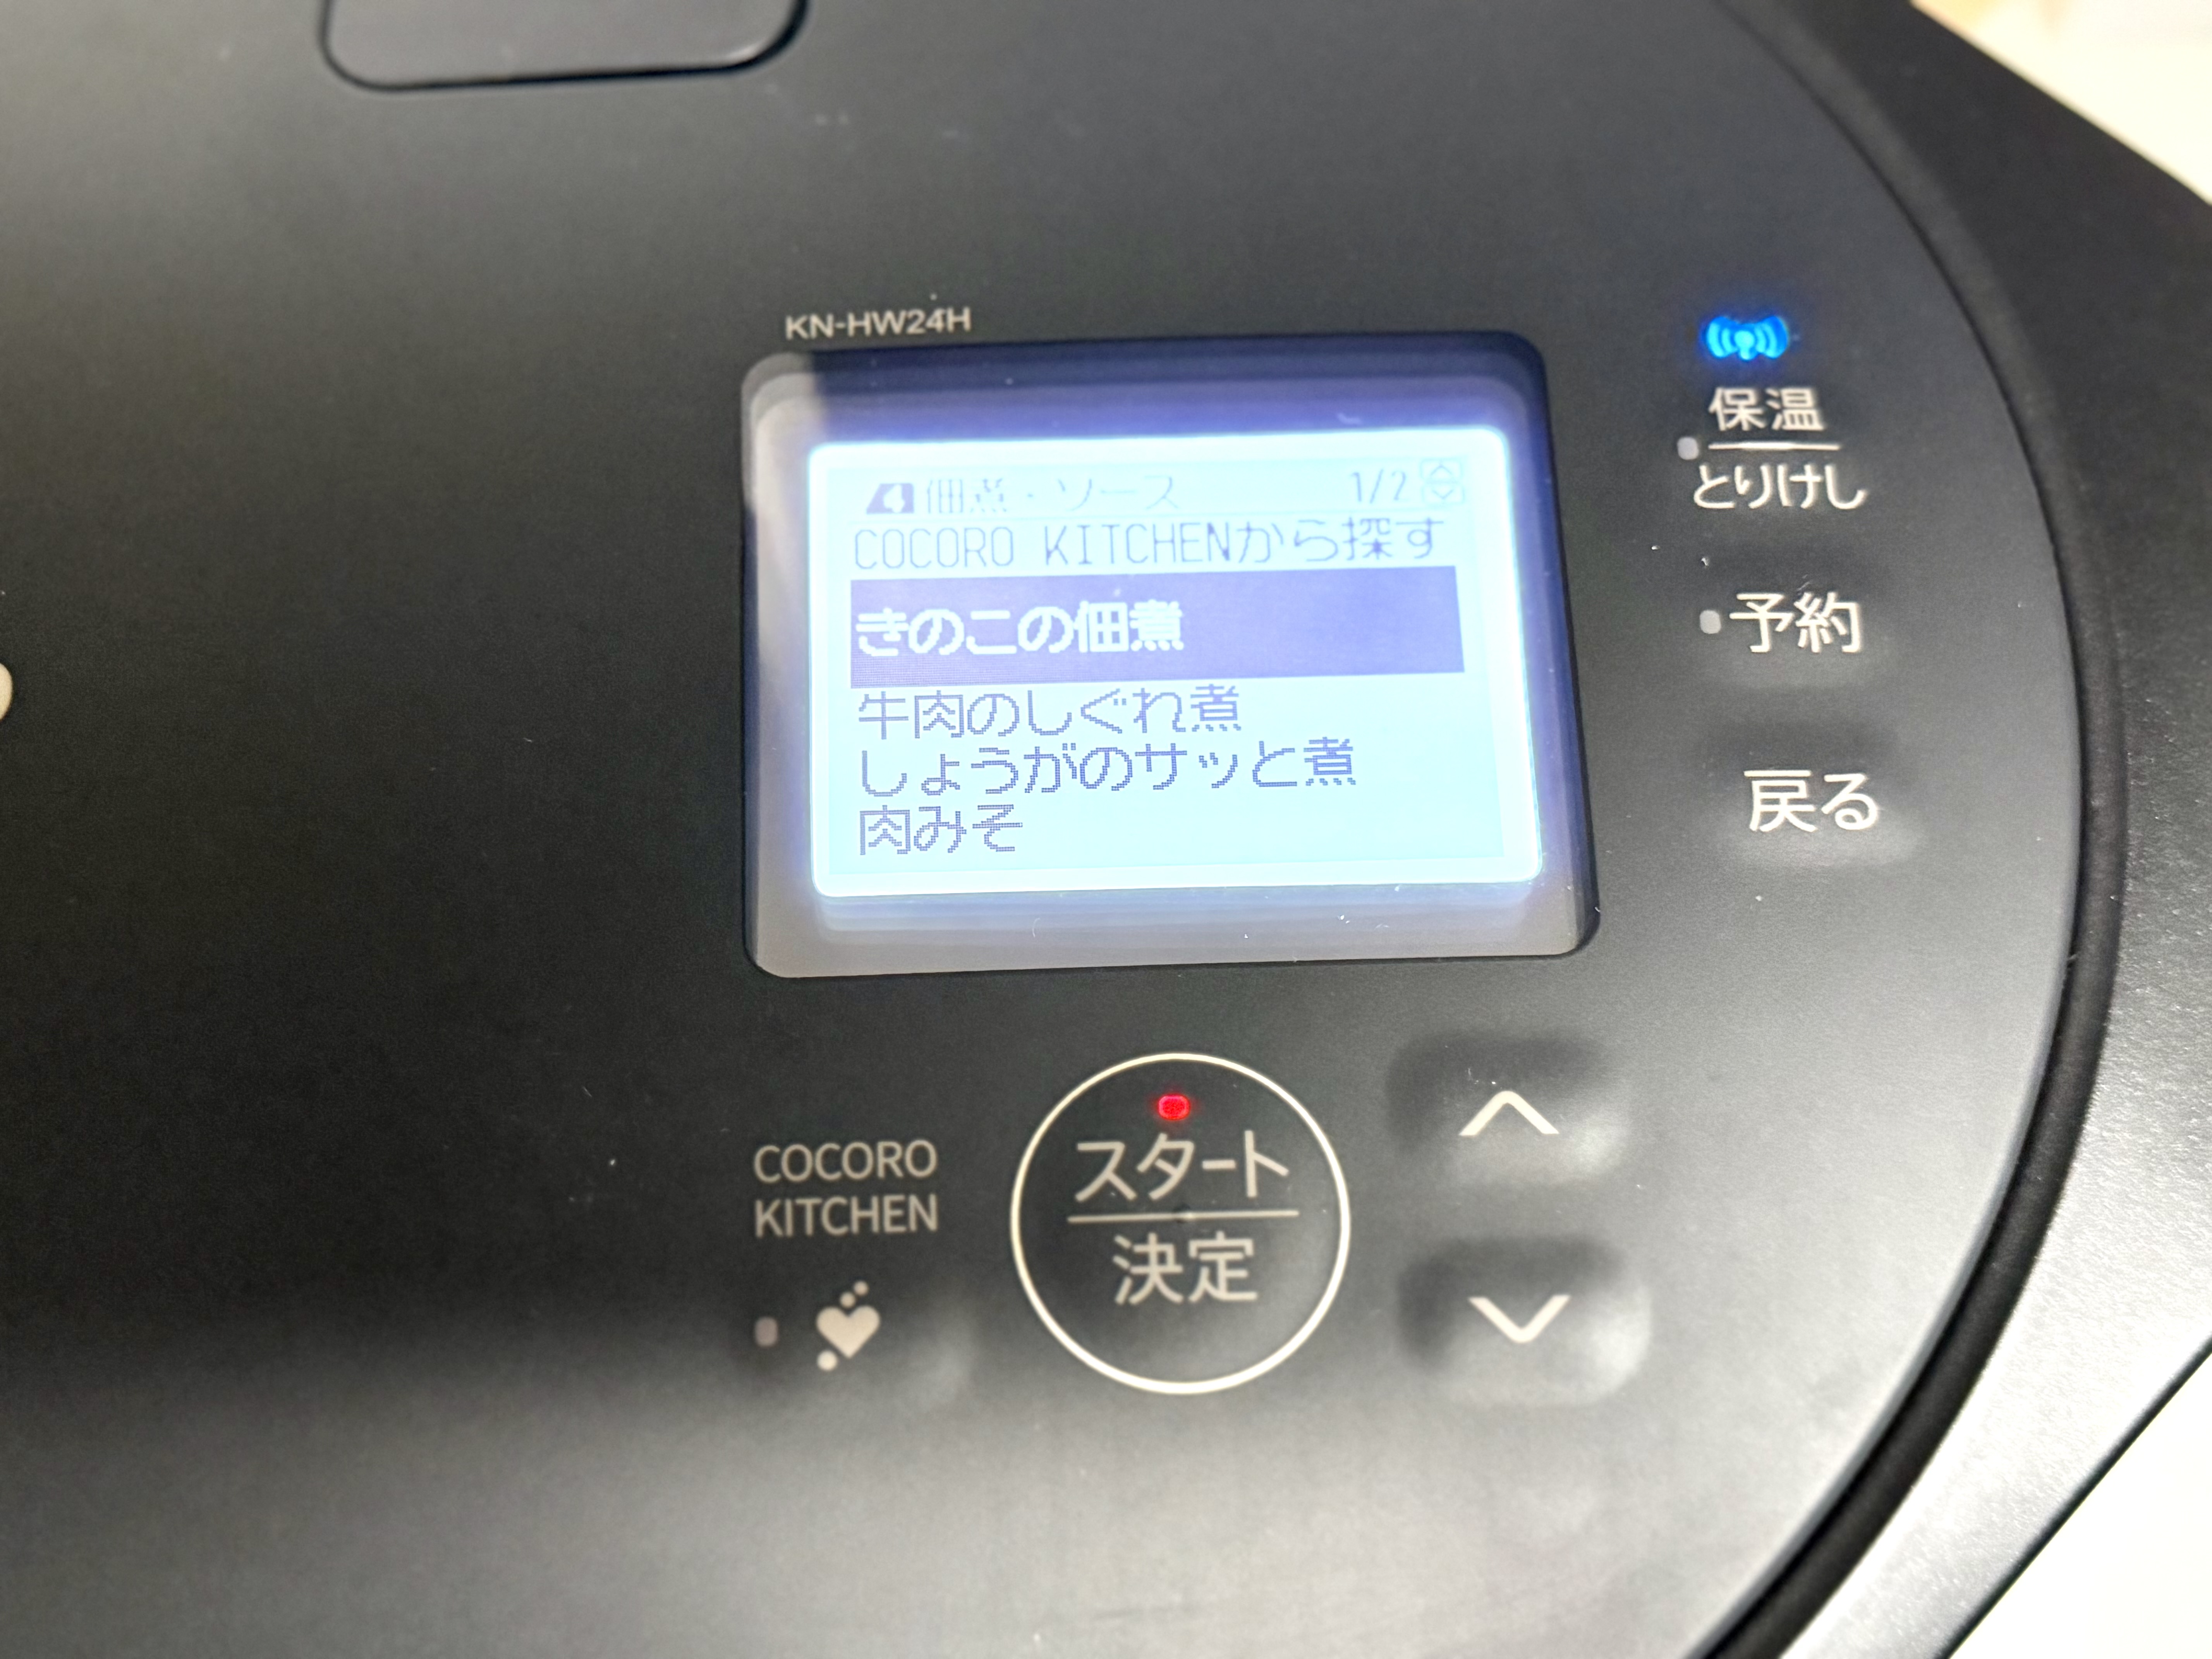 KN-HW24H
4 佃煮・ソース 1/2
COCORO KITCHENから探す
きのこの佃煮
牛肉のしぐれ煮
しょうがのサッと煮
肉みそ
保温
とりけし
予約
戻る
COCORO
KITCHEN
スタート
決定